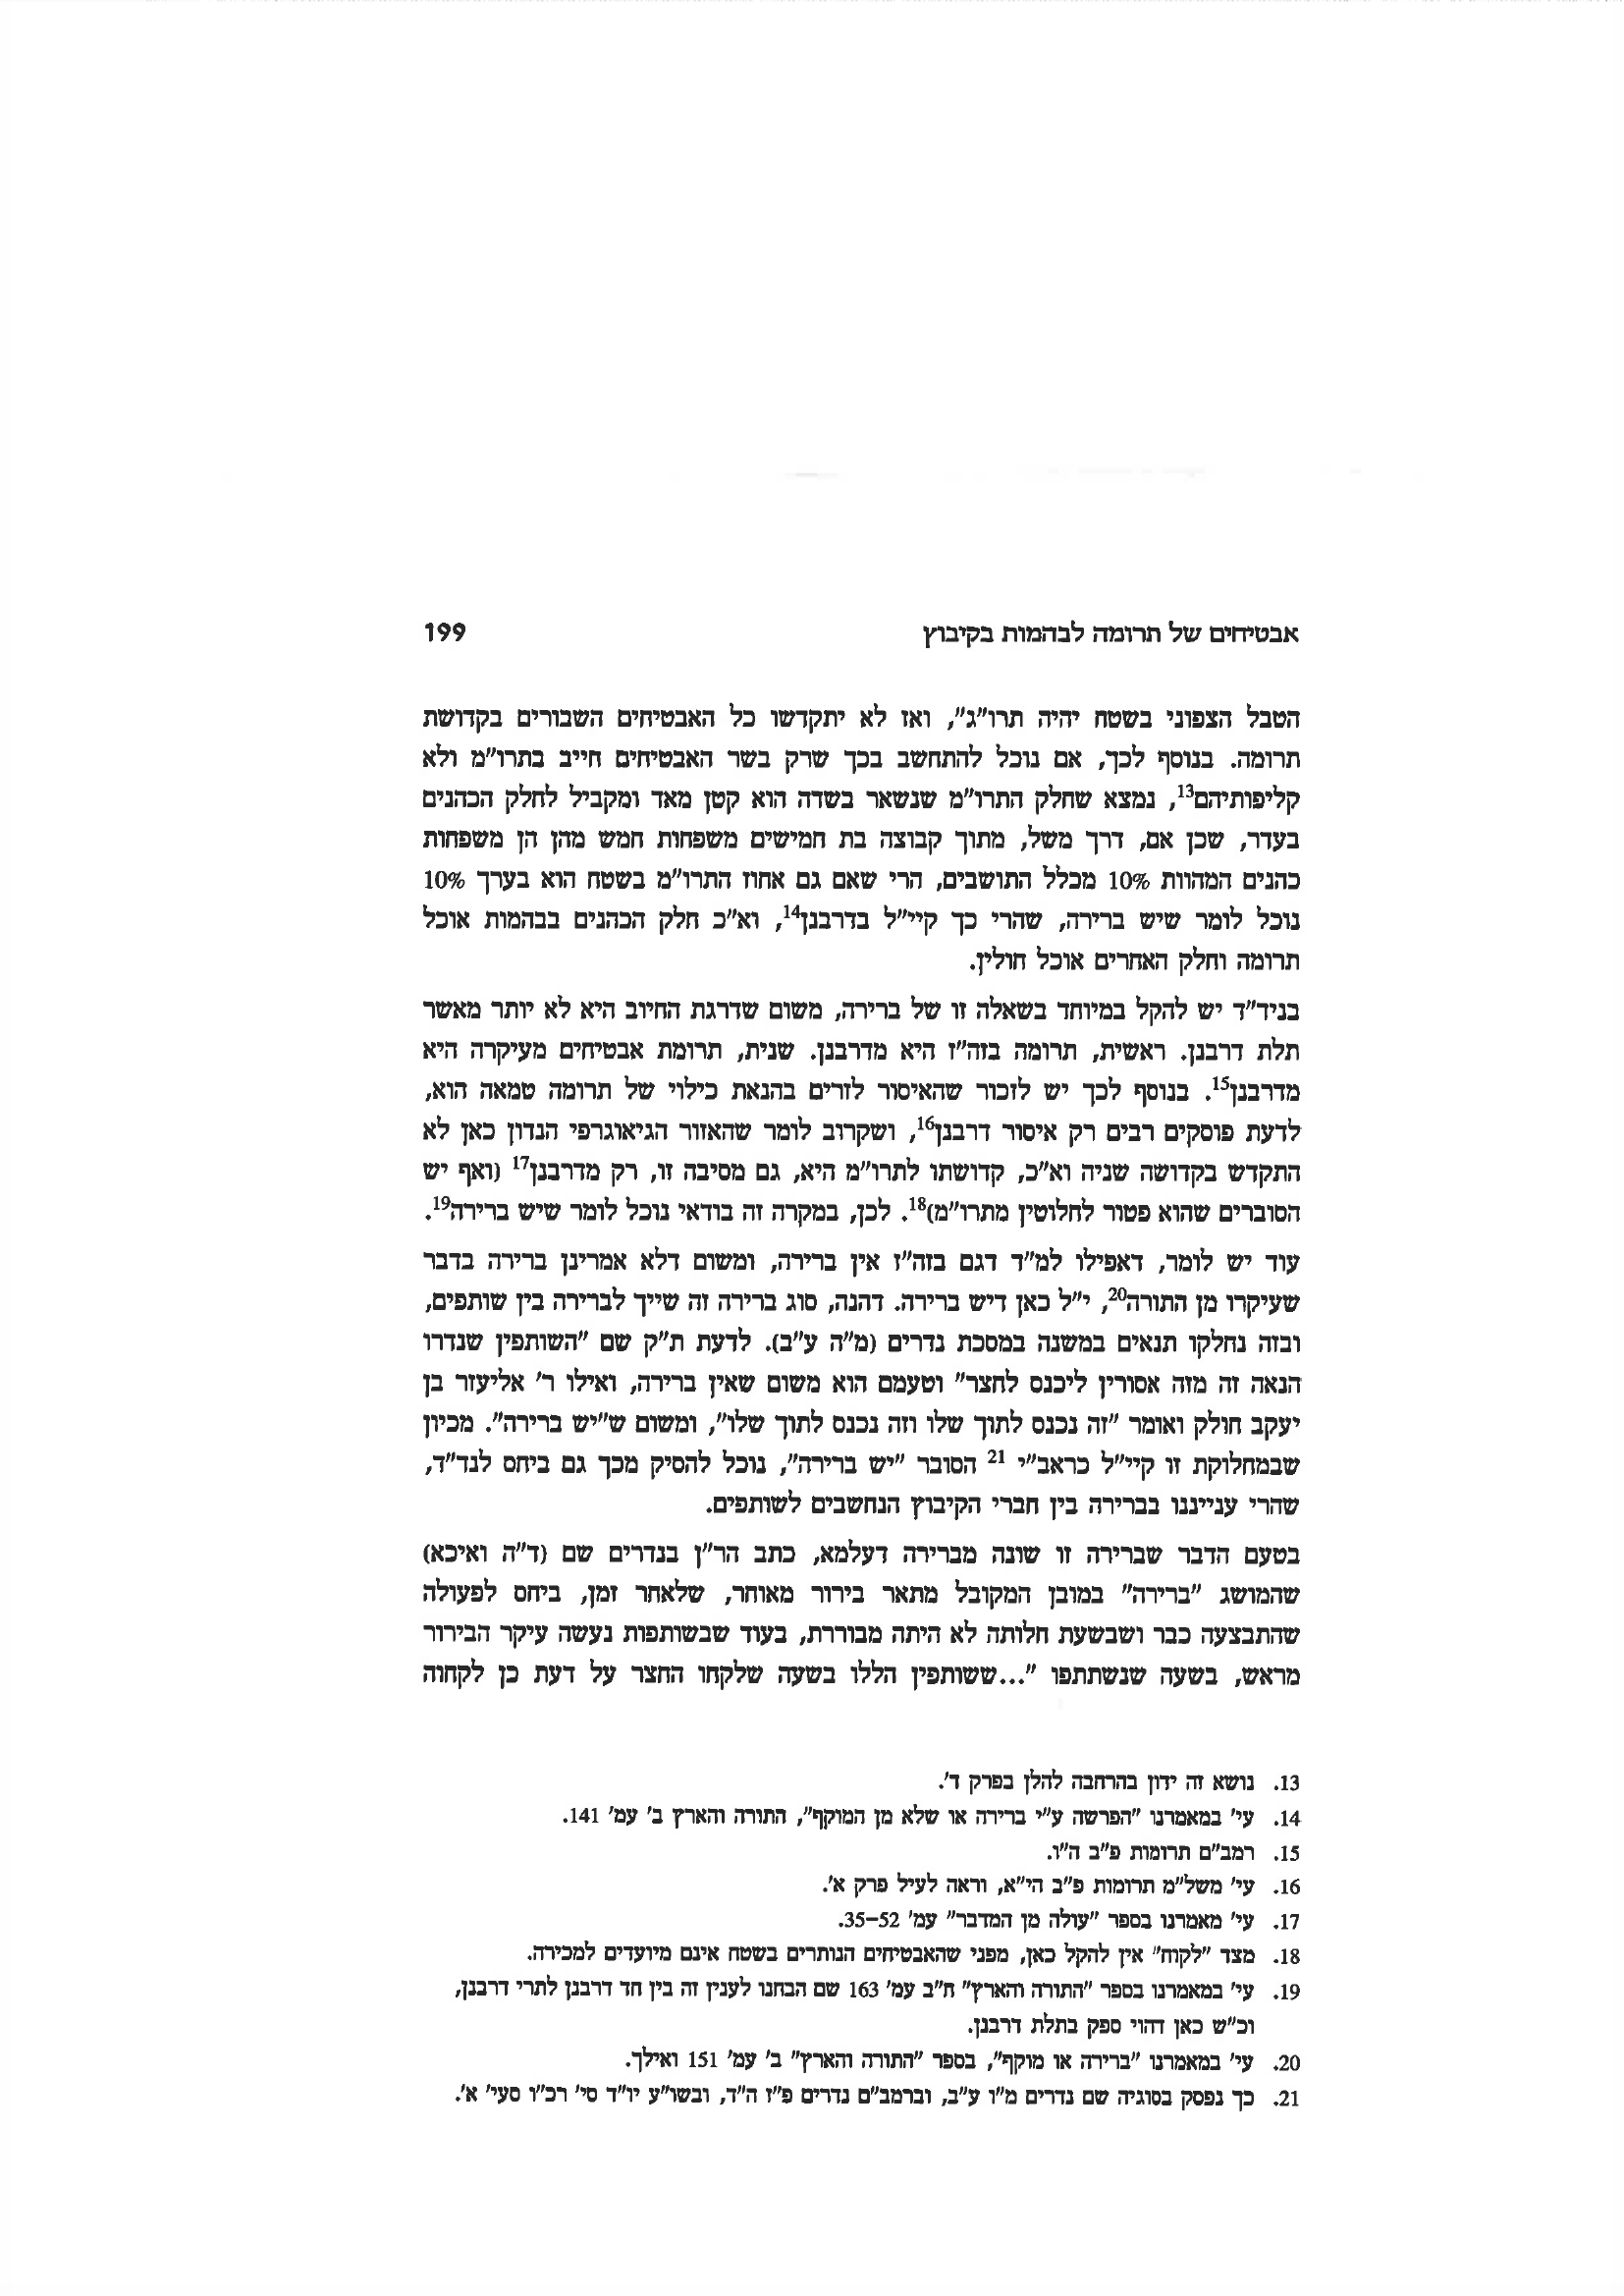 אבטיחים של תרומה לבהמות בקיבוץ 199
הטבל הצפוני בשטח יהיה תרו"ג", ואז לא יתקדשו כל האבטיחים השבורים בקדושת
תרומה. בנוסף לכך, אם נוכל להתחשב בכך שרק בשר האבטיחים חייב בתרו"מ ולא
קליפותיהם13, נמצא שחלק התרו"מ שנשאר בשדה הוא קטן מאד ומקביל לחלק הכהנים
בעדר, שכן אם, דרך משל, מתוך קבוצה בת חמישים משפחות חמש מהן הן משפחות
כהנים המהוות 10% מכלל התושבים, הרי שאם גם אחוז התרו"מ בשטח הוא בערך 10%
נוכל לומר שיש ברירה, שהרי כך קיי"ל בדרבנן14, וא"כ חלק הכהנים בבהמות אוכל
תרומה וחלק האחרים אוכל חולין.
בניד"ד יש להקל במיוחד בשאלה זו של ברירה, משום שדרגת החיוב היא לא יותר מאשר
תלת דרבנן. ראשית, תרומה בזה"ז היא מדרבנן. שנית, תרומת אבטיחים מעיקרה היא
מדרבנן15. בנוסף לכך יש לזכור שהאיסור לזרים בהנאת כילוי של תרומה טמאה הוא,
לדעת פוסקים רבים רק איסור דרבנן16, ושקרוב לומר שהאזור הגיאוגרפי הנדון כאן לא
התקדש בקדושה שניה וא"כ, קדושתו לתרו"מ היא, גם מסיבה זו, רק מדרבנן17 (ואף יש
הסוברים שהוא פטור לחלוטין מתרו"מ)18. לכן, במקרה זה בודאי נוכל לומר שיש ברירה19.
עוד יש לומר, דאפילו למ"ד דגם בזה"ז אין ברירה, ומשום דלא אמרינן ברירה בדבר
שעיקרו מן התורה20, י"ל כאן דיש ברירה. דהנה, סוג ברירה זה שייך לברירה בין שותפים,
ובזה נחלקו תנאים במשנה במסכת נדרים (מ"ה ע"ב). לדעת ת"ק שם "השותפין שנדרו
הנאה זה מזה אסורין ליכנס לחצר" וטעמם הוא משום שאין ברירה, ואילו ר' אליעזר בן
יעקב חולק ואומר "זה נכנס לתוך שלו וזה נכנס לתוך שלו", ומשום ש"יש ברירה". מכיון
שבמחלוקת זו קיי"ל כראב"י 21 הסובר "יש ברירה", נוכל להסיק מכך גם ביחס לנד"ד,
שהרי ענייננו בברירה בין חברי הקיבוץ הנחשבים לשותפים.
בטעם הדבר שברירה זו שונה מברירה דעלמא, כתב הר"ן בנדרים שם (ד"ה ואיכא)
שהמושג "ברירה" במובן המקובל מתאר בירור מאוחר, שלאחר זמן, ביחס לפעולה
שהתבצעה כבר ושבשעת חלותה לא היתה מבוררת, בעוד שבשותפות נעשה עיקר הבירור
מראש, בשעה שנשתתפו "...ששותפין הללו בשעה שלקחו החצר על דעת כן לקחוה
13. נושא זה ידון בהרחבה להלן בפרק ד'.
14. עי' במאמרנו "הפרשה ע"י ברירה או שלא מן המוקף", התורה והארץ ב' עמ' 141.
15. רמב"ם תרומות פ"ב ה"ו.
16. עי' משל"מ תרומות פ"ב הי"א, וראה לעיל פרק א'.
17. עי' מאמרנו בספר "עולה מן המדבר" עמ' 35–52.
18. מצד "לקוח" אין להקל כאן, מפני שהאבטיחים הנותרים בשטח אינם מיועדים למכירה.
19. עי' במאמרנו בספר "התורה והארץ" ח"ב עמ' 163 שם הבחנו לענין זה בין חד דרבנן לתרי דרבנן,
וכ"ש כאן דהוי ספק בתלת דרבנן.
20. עי' במאמרנו "ברירה או מוקף", בספר "התורה והארץ" ב' עמ' 151 ואילך.
21. כך נפסק בסוגיה שם נדרים מ"ו ע"ב, וברמב"ם נדרים פ"ז ה"ד, ובשו"ע יו"ד סי' רכ"ו סעי' א'.